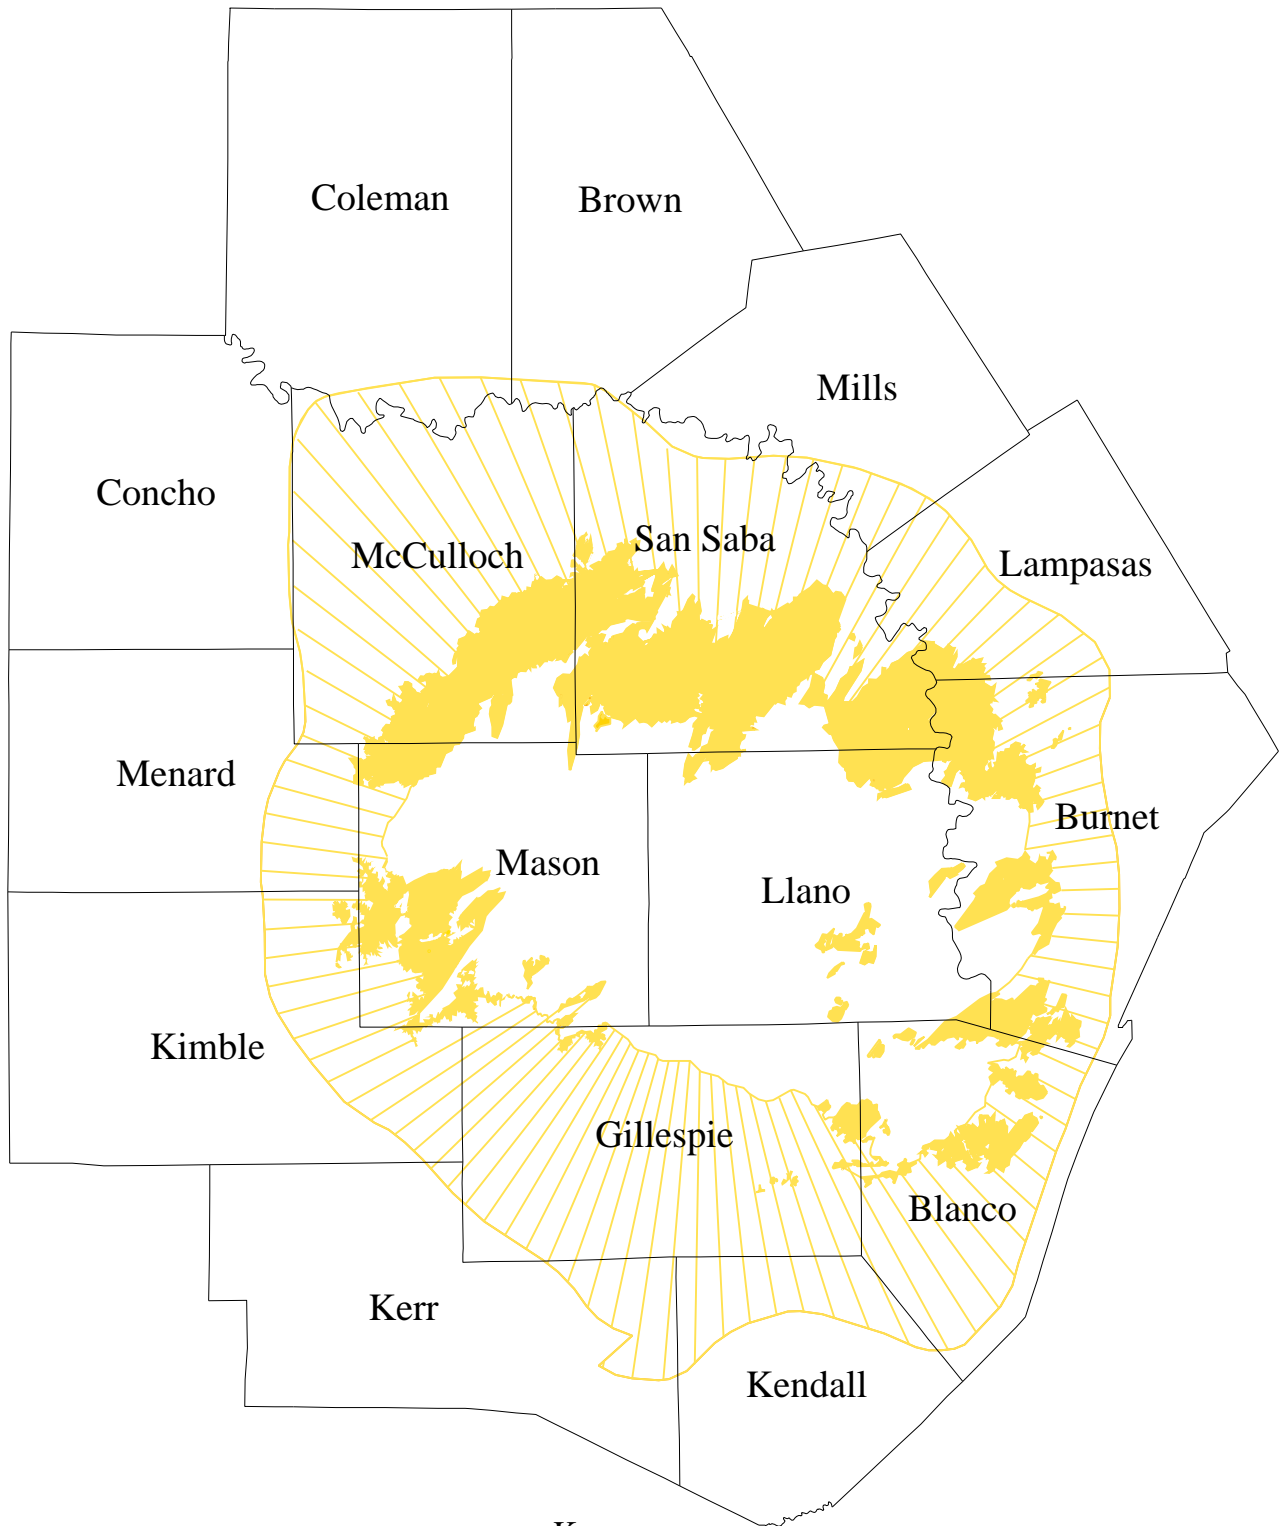 Coleman
Brown
Mills
Concho
San Saba
McCulloch
Lampasas
Menard
Burnet
Mason
Llano
Kimble
Gillespie
Blanco
Kerr
Kendall